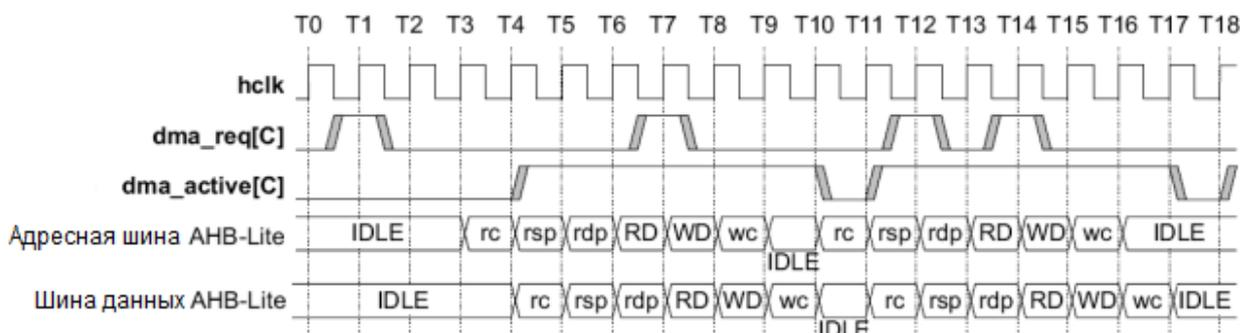 T0 T1 T2 T3 T4 T5 T6 T7 T8 T9 T10 T11 T12 T13 T14 T15 T16 T17 T18
hclk
dma_req[C]
dma_active[C]
Адресная шина AHB-Lite IDLE rc rsp rdp RD WD wc rc rsp rdp RD WD wc IDLE
IDLE
Шина данных AHB-Lite IDLE rc rsp rdp RD WD wc rc rsp rdp RD WD wc IDLE
IDLE